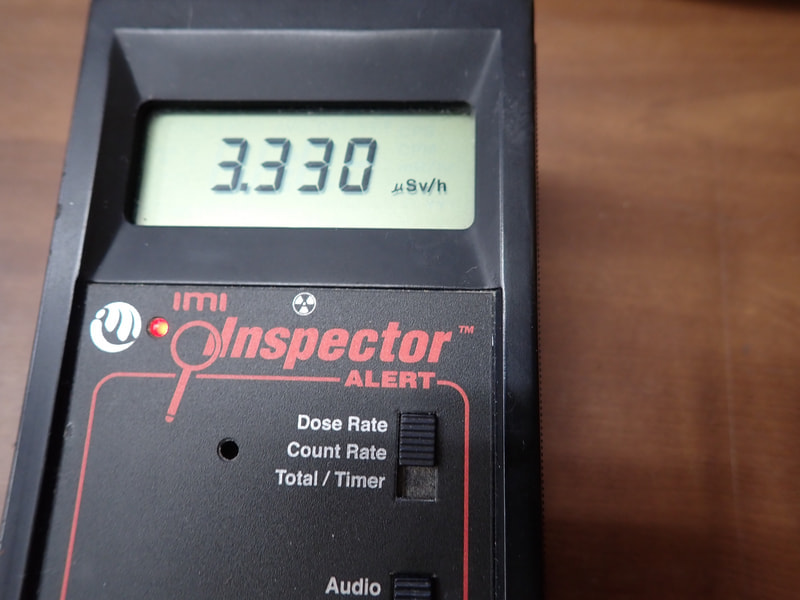 3.330 μSv/h
imi
Inspector™
ALERT
Dose Rate
Count Rate
Total / Timer
Audio